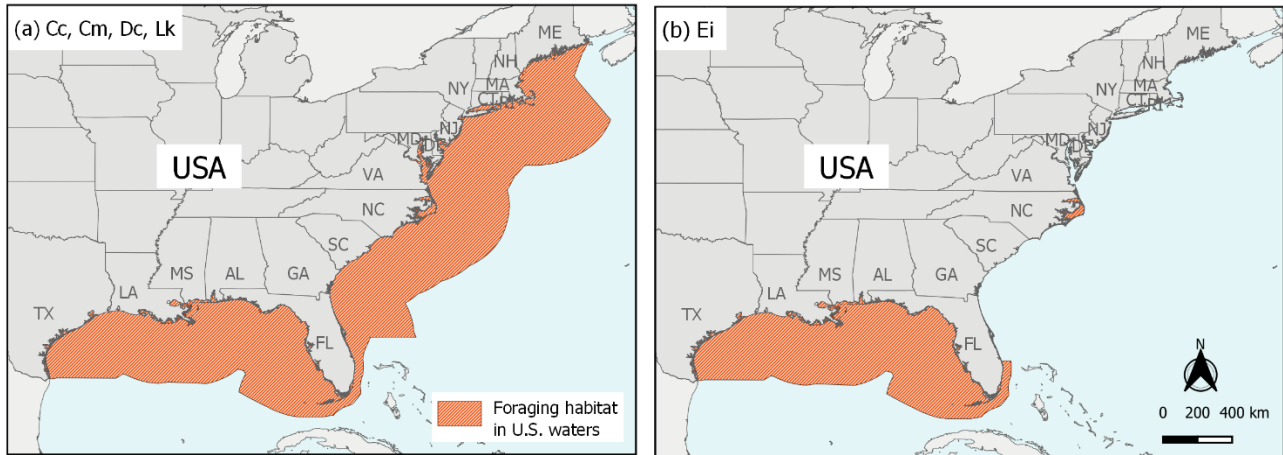 (a) Cc, Cm, Dc, Lk
ME
NH
NY
MA
CT
RI
NJ
MD
DE
USA
VA
NC
SC
MS
AL
GA
LA
TX
FL
Foraging habitat
in U.S. waters
(b) Ei
ME
NH
NY
MA
CT
RI
NJ
MD
DE
USA
VA
NC
SC
MS
AL
GA
LA
TX
FL
N
0 200 400 km